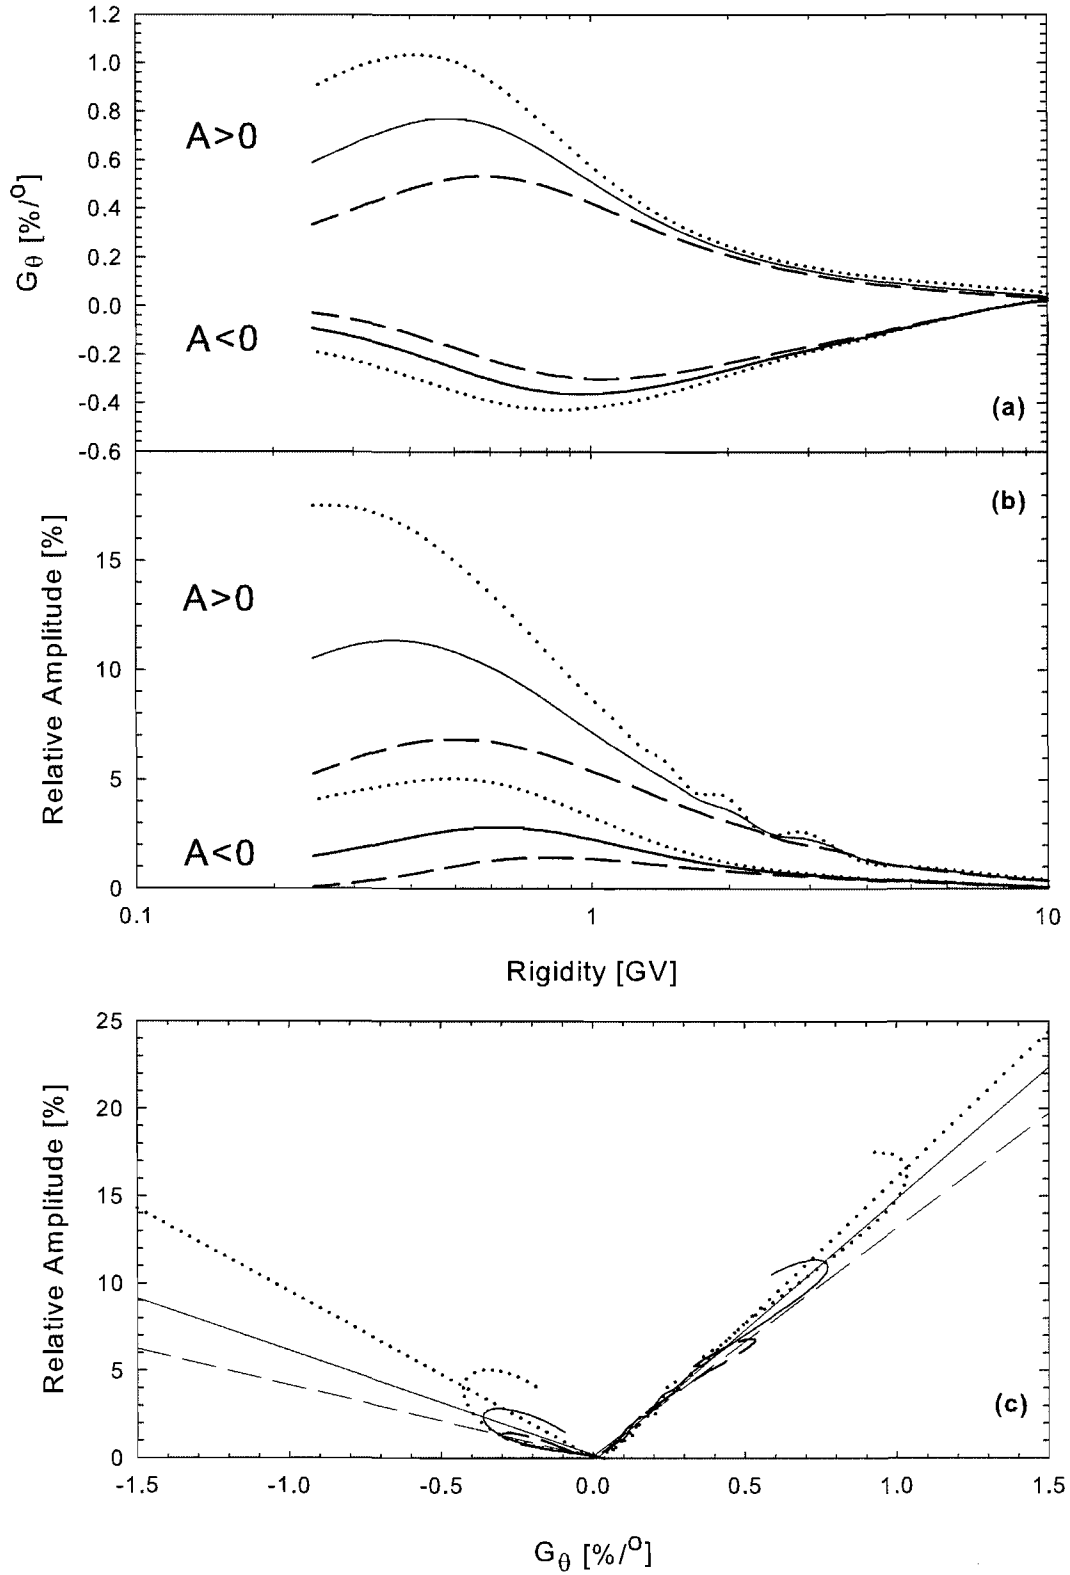 1.2
1.0
0.8
0.6
0.4
0.2
0.0
-0.2
-0.4
-0.6
G_θ [%/°]
A>0
A<0
(a)
15
10
5
0
Relative Amplitude [%]
A>0
A<0
(b)
0.1 1 10
Rigidity [GV]
25
20
15
10
5
0
Relative Amplitude [%]
(c)
-1.5 -1.0 -0.5 0.0 0.5 1.0 1.5
G_θ [%/°]